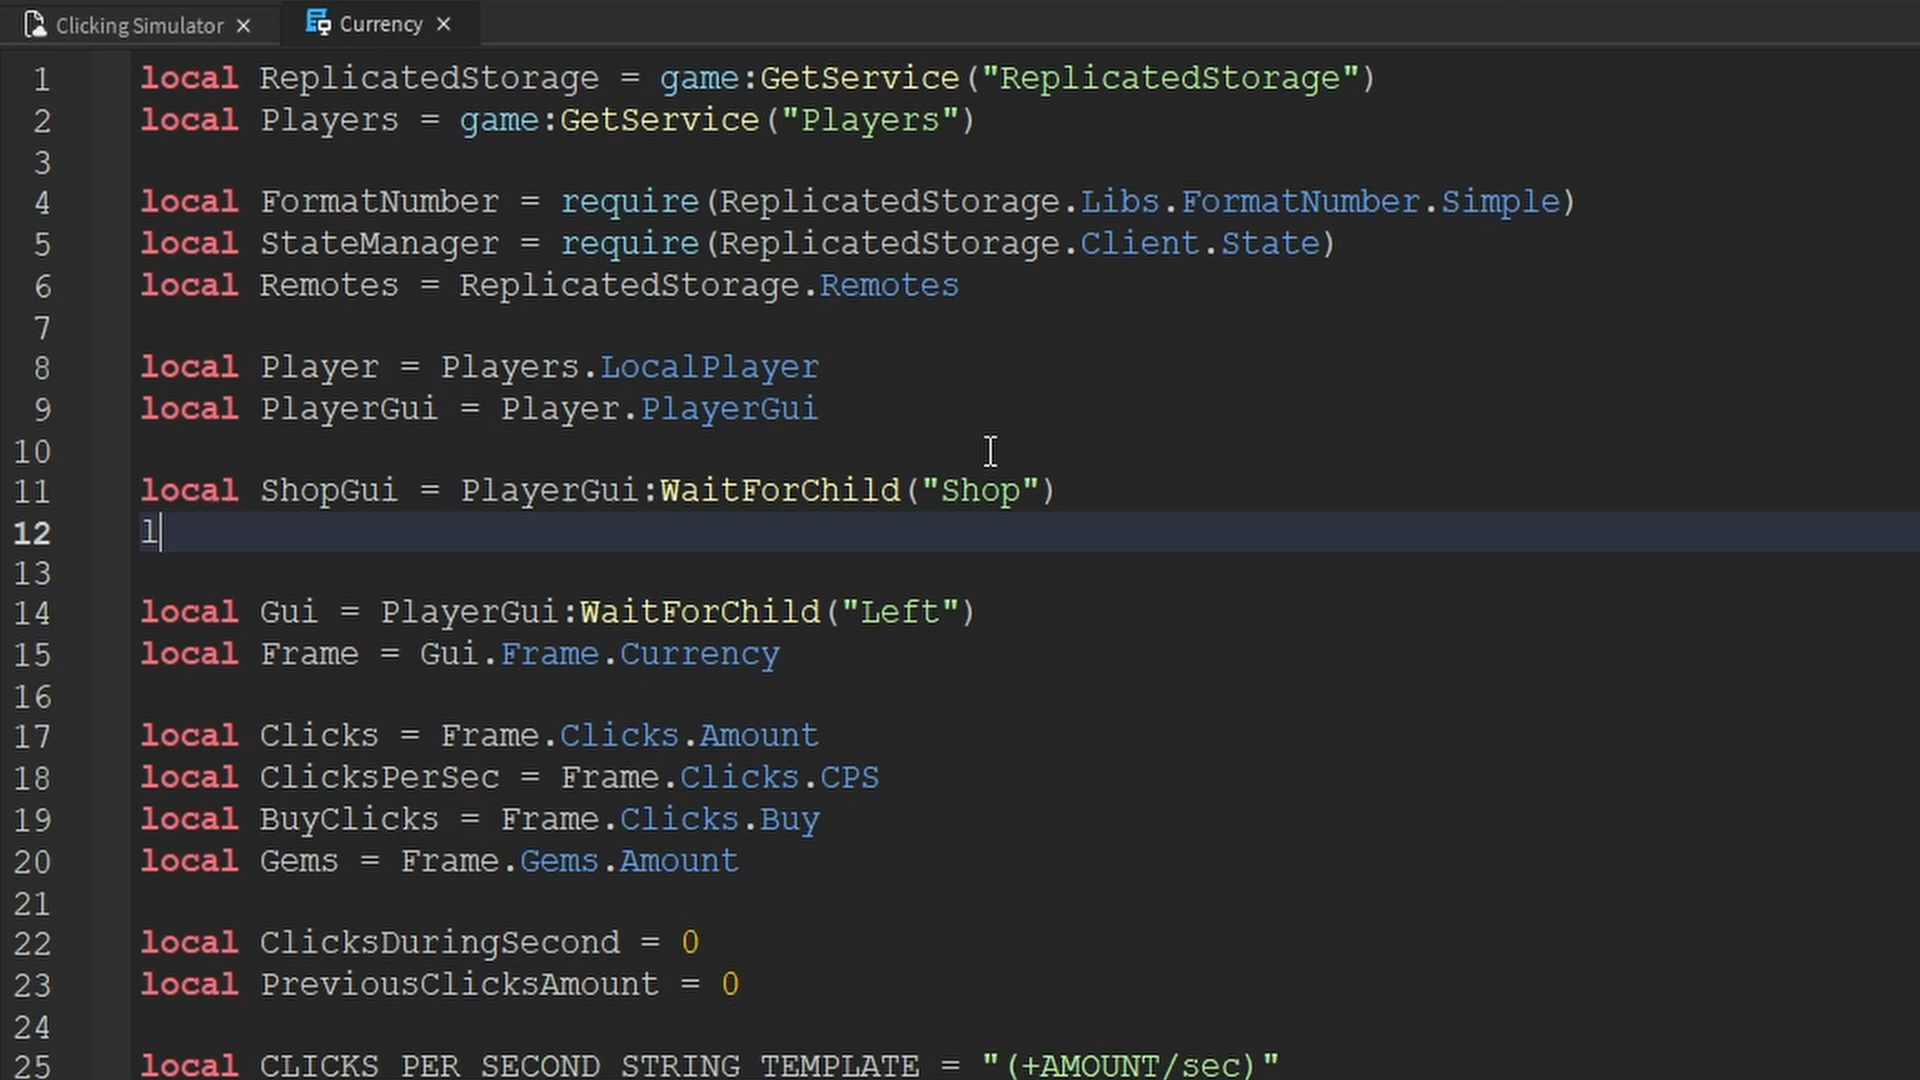 Clicking Simulator × Currency ×
1 local ReplicatedStorage = game:GetService("ReplicatedStorage")
2 local Players = game:GetService("Players")
3
4 local FormatNumber = require(ReplicatedStorage.Libs.FormatNumber.Simple)
5 local StateManager = require(ReplicatedStorage.Client.State)
6 local Remotes = ReplicatedStorage.Remotes
7
8 local Player = Players.LocalPlayer
9 local PlayerGui = Player.PlayerGui
10
11 local ShopGui = PlayerGui:WaitForChild("Shop")
12 l
13
14 local Gui = PlayerGui:WaitForChild("Left")
15 local Frame = Gui.Frame.Currency
16
17 local Clicks = Frame.Clicks.Amount
18 local ClicksPerSec = Frame.Clicks.CPS
19 local BuyClicks = Frame.Clicks.Buy
20 local Gems = Frame.Gems.Amount
21
22 local ClicksDuringSecond = 0
23 local PreviousClicksAmount = 0
24
25 local CLICKS_PER_SECOND_STRING_TEMPLATE = "(+AMOUNT/sec)"